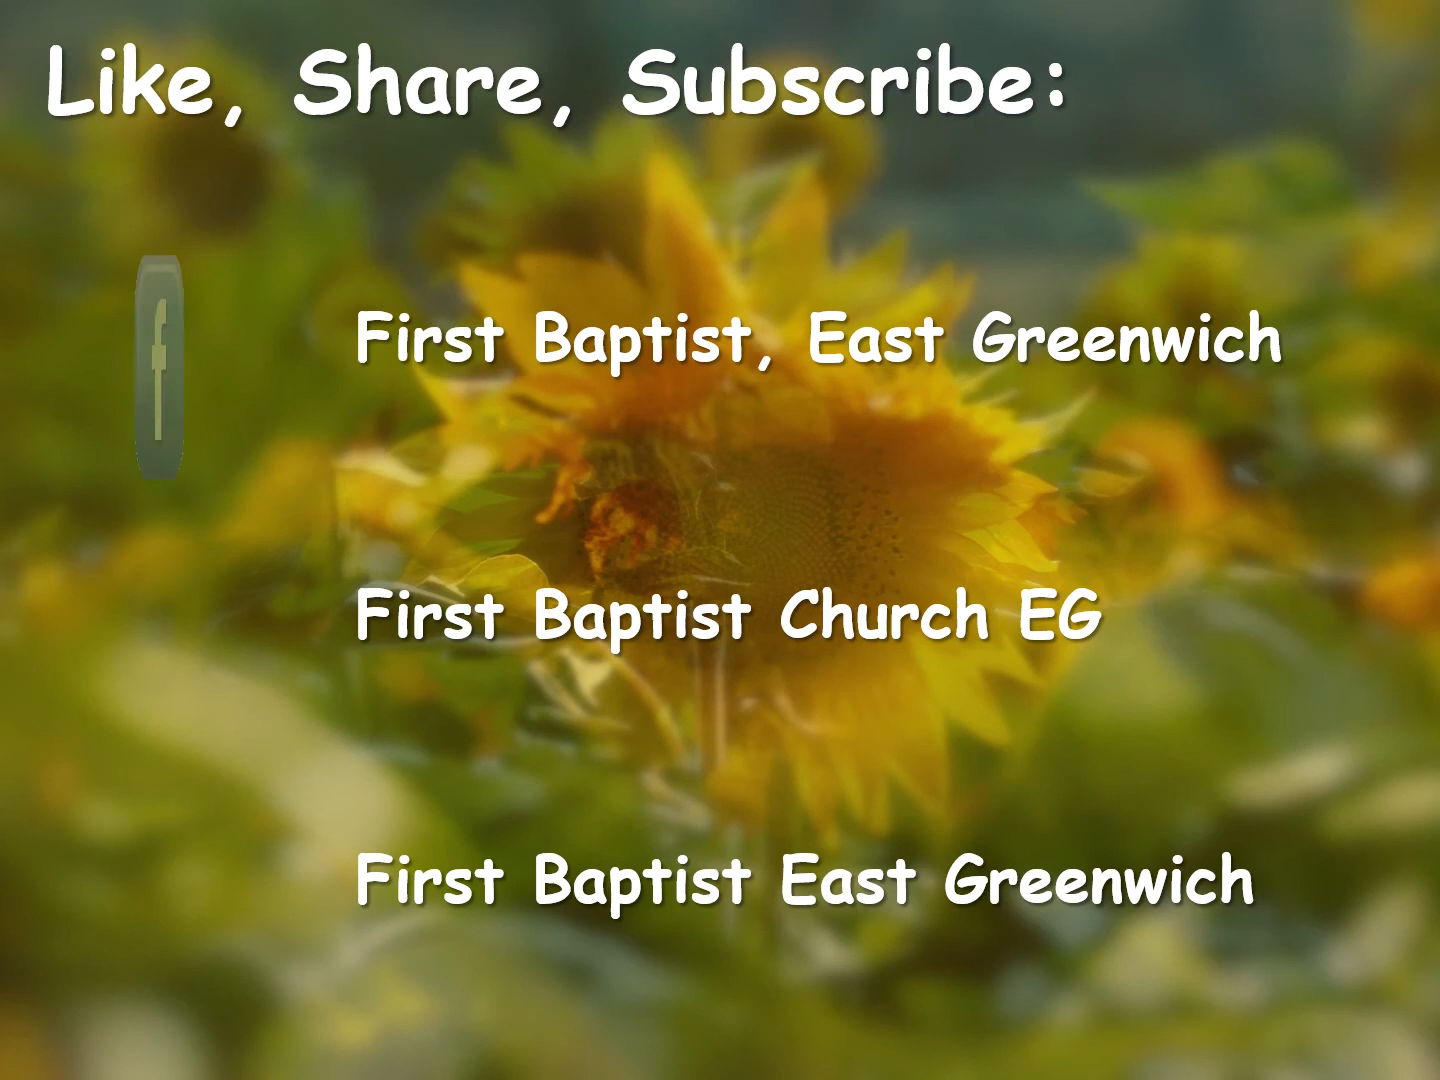 Like, Share, Subscribe:
f
First Baptist, East Greenwich
First Baptist Church EG
First Baptist East Greenwich